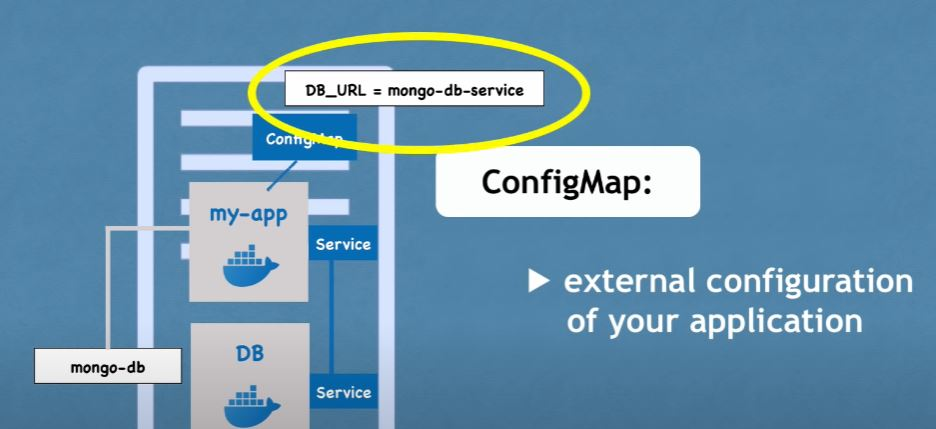 DB_URL = mongo-db-service
ConfigMap
ConfigMap:
my-app
Service
external configuration
of your application
DB
mongo-db
Service